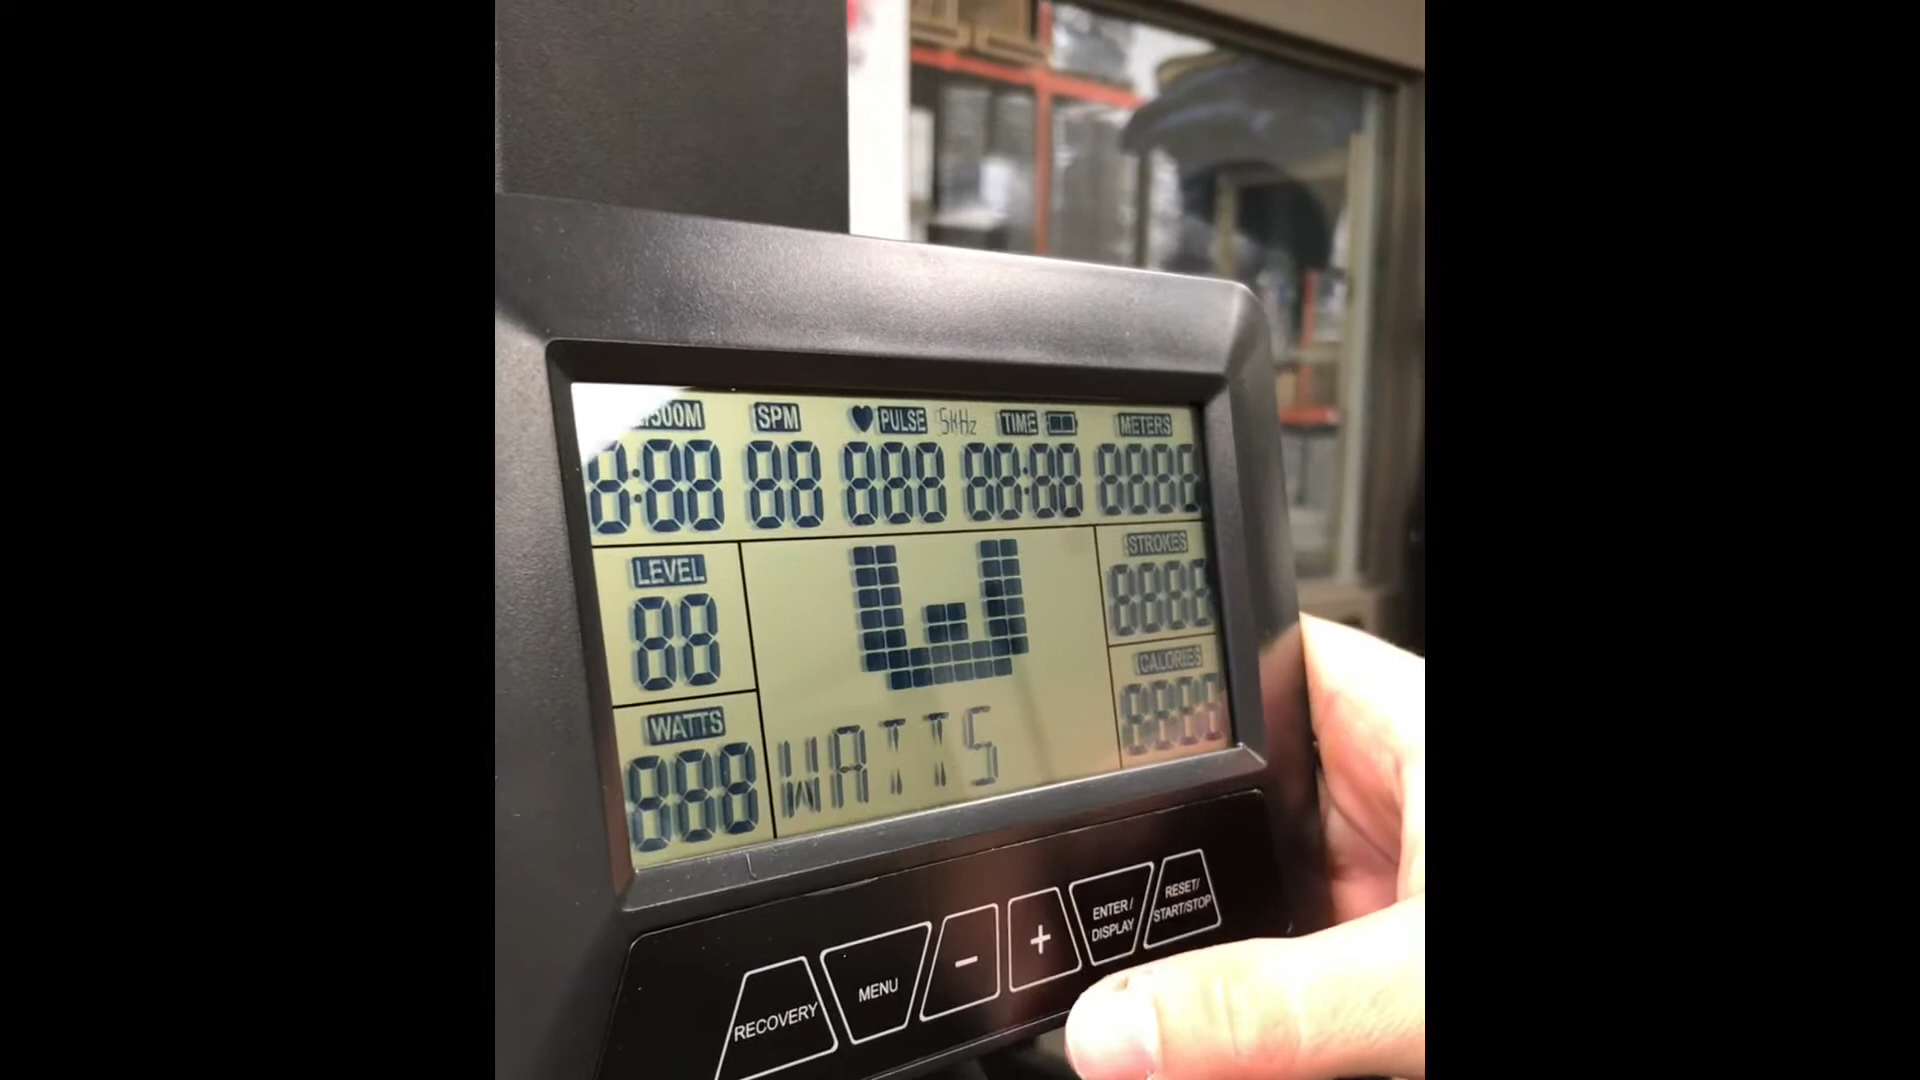 /500M SPM PULSE 5kHz TIME METERS
8:88 88 888 88:88 8888
LEVEL
88
STROKES
8888
CALORIES
8888
WATTS
888
WATTS
RECOVERY
MENU
-
+
ENTER/
DISPLAY
RESET/
START/STOP